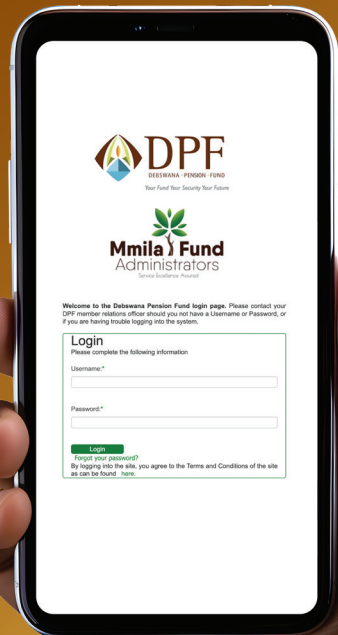 DPF
DEBSWANA · PENSION · FUND
Your Fund Your Security Your Future
Mmila Fund
Administrators
Service Excellence Assured
Welcome to the Debswana Pension Fund login page. Please contact your
DPF member relations officer should you not have a Username or Password, or
if you are having trouble logging into the system.
Login
Please complete the following information
Username:*
Password:*
Login
Forgot your password?
By logging into the site, you agree to the Terms and Conditions of the site
as can be found here.